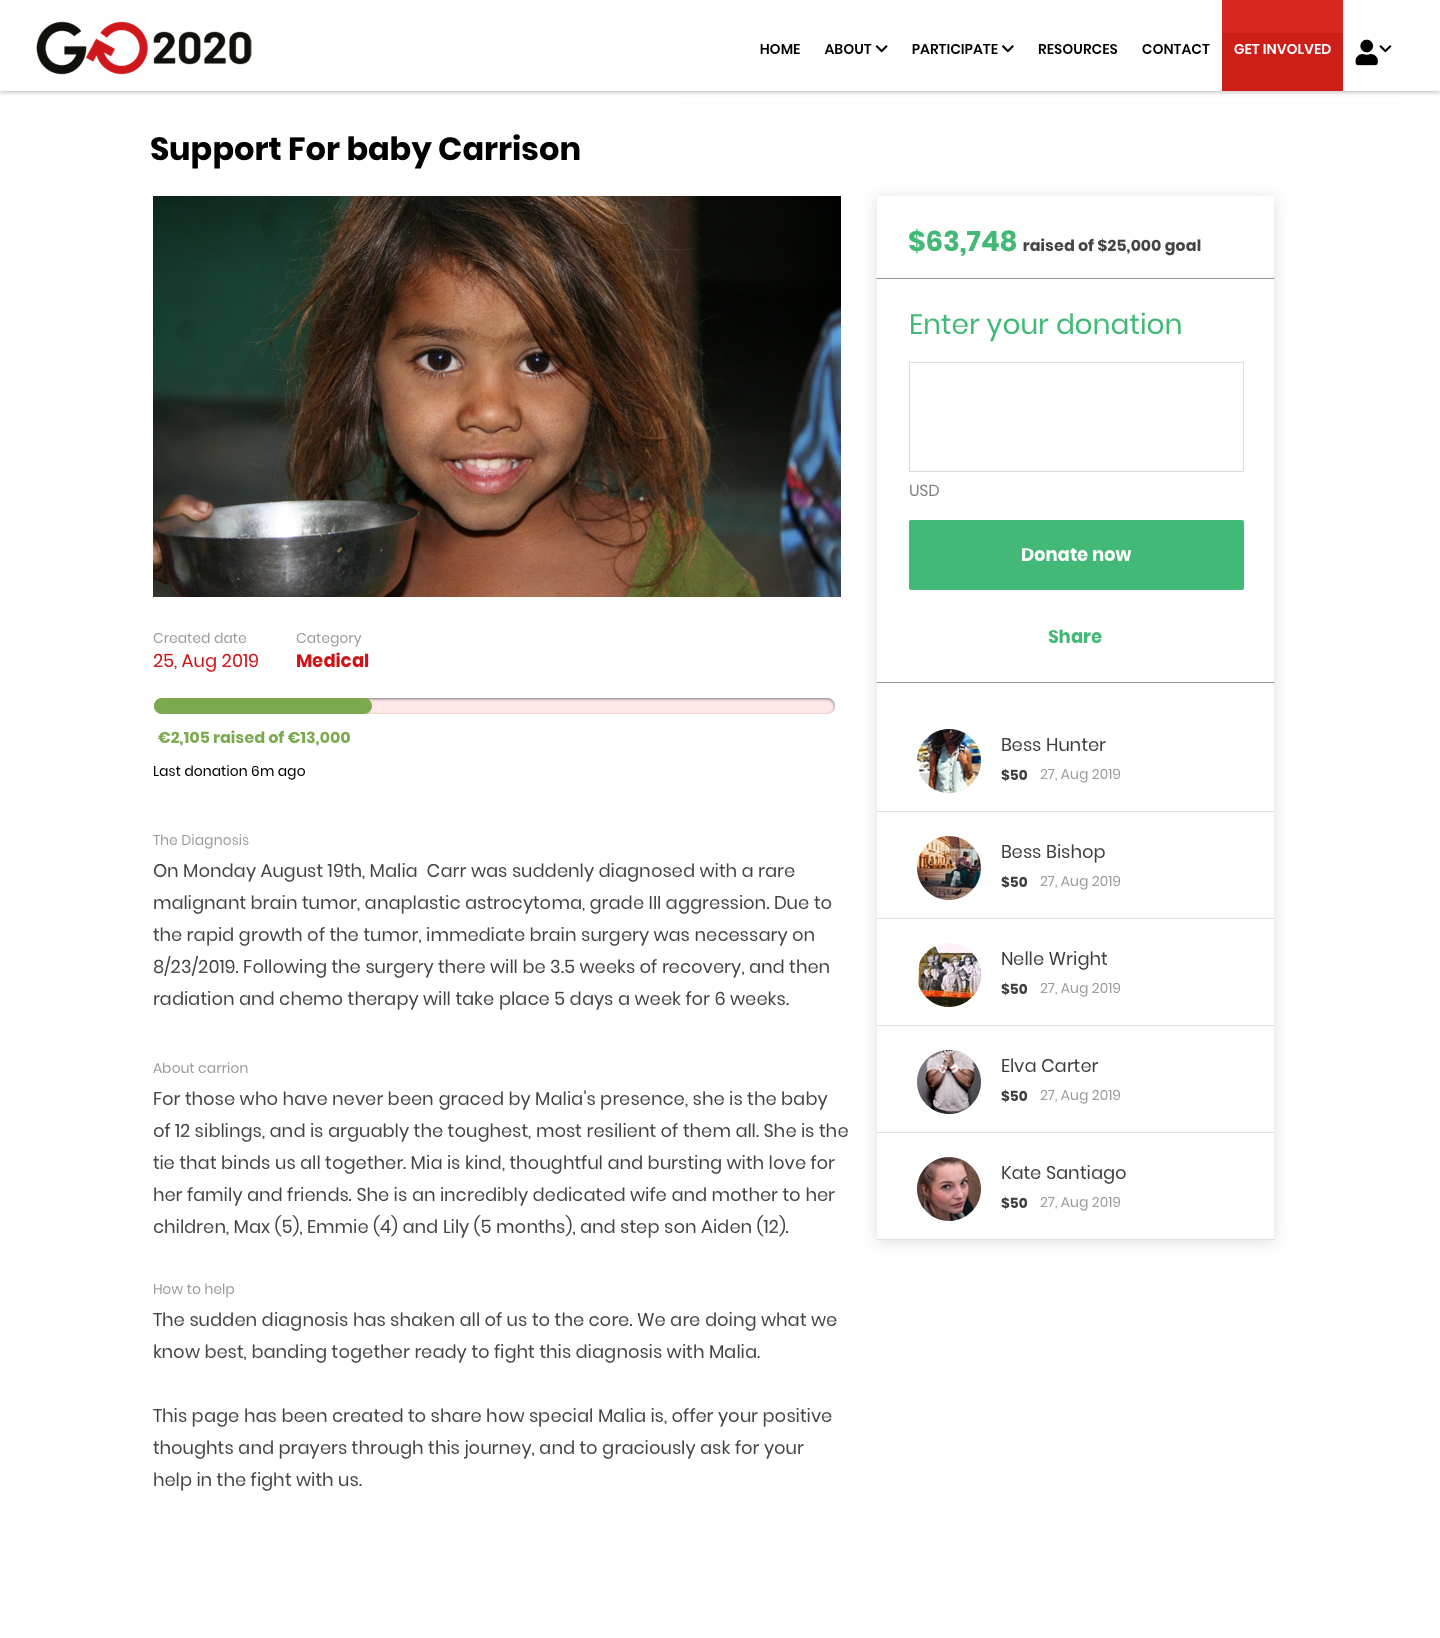 GO2020
HOME ABOUT PARTICIPATE RESOURCES CONTACT GET INVOLVED
Support For baby Carrison
Created date
25, Aug 2019
Category
Medical
€2,105 raised of €13,000
Last donation 6m ago
The Diagnosis
On Monday August 19th, Malia  Carr was suddenly diagnosed with a rare
malignant brain tumor, anaplastic astrocytoma, grade III aggression. Due to
the rapid growth of the tumor, immediate brain surgery was necessary on
8/23/2019. Following the surgery there will be 3.5 weeks of recovery, and then
radiation and chemo therapy will take place 5 days a week for 6 weeks.
About carrion
For those who have never been graced by Malia's presence, she is the baby
of 12 siblings, and is arguably the toughest, most resilient of them all. She is the
tie that binds us all together. Mia is kind, thoughtful and bursting with love for
her family and friends. She is an incredibly dedicated wife and mother to her
children, Max (5), Emmie (4) and Lily (5 months), and step son Aiden (12).
How to help
The sudden diagnosis has shaken all of us to the core. We are doing what we
know best, banding together ready to fight this diagnosis with Malia.
This page has been created to share how special Malia is, offer your positive
thoughts and prayers through this journey, and to graciously ask for your
help in the fight with us.
$63,748 raised of $25,000 goal
Enter your donation
USD
Donate now
Share
Bess Hunter
$50 27, Aug 2019
Bess Bishop
$50 27, Aug 2019
Nelle Wright
$50 27, Aug 2019
Elva Carter
$50 27, Aug 2019
Kate Santiago
$50 27, Aug 2019